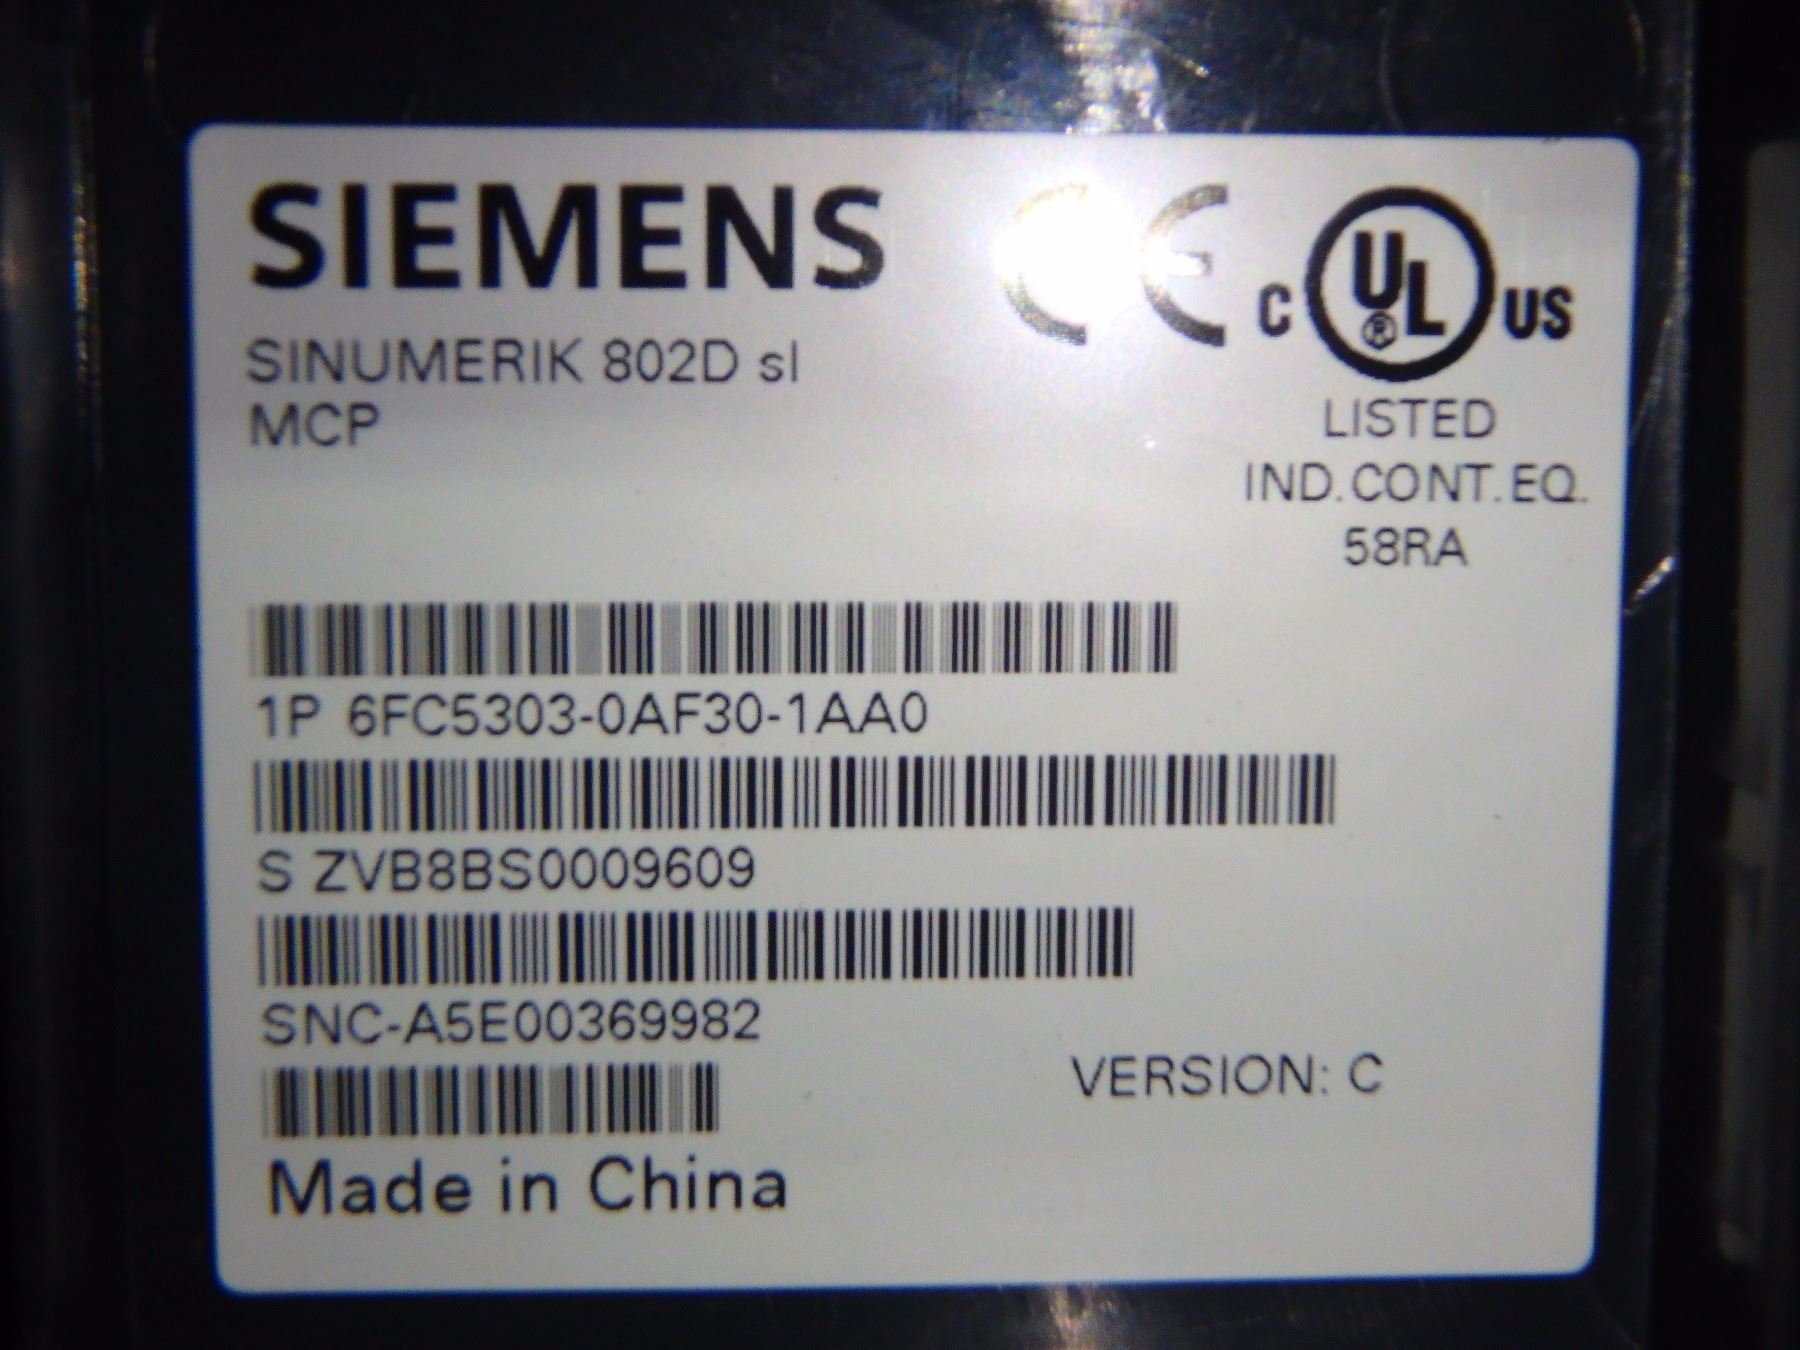 SIEMENS
CE
C UL® US
SINUMERIK 802D sl
MCP
LISTED
IND.CONT.EQ.
58RA
1P 6FC5303-0AF30-1AA0
S ZVB8BS0009609
SNC-A5E00369982
VERSION: C
Made in China